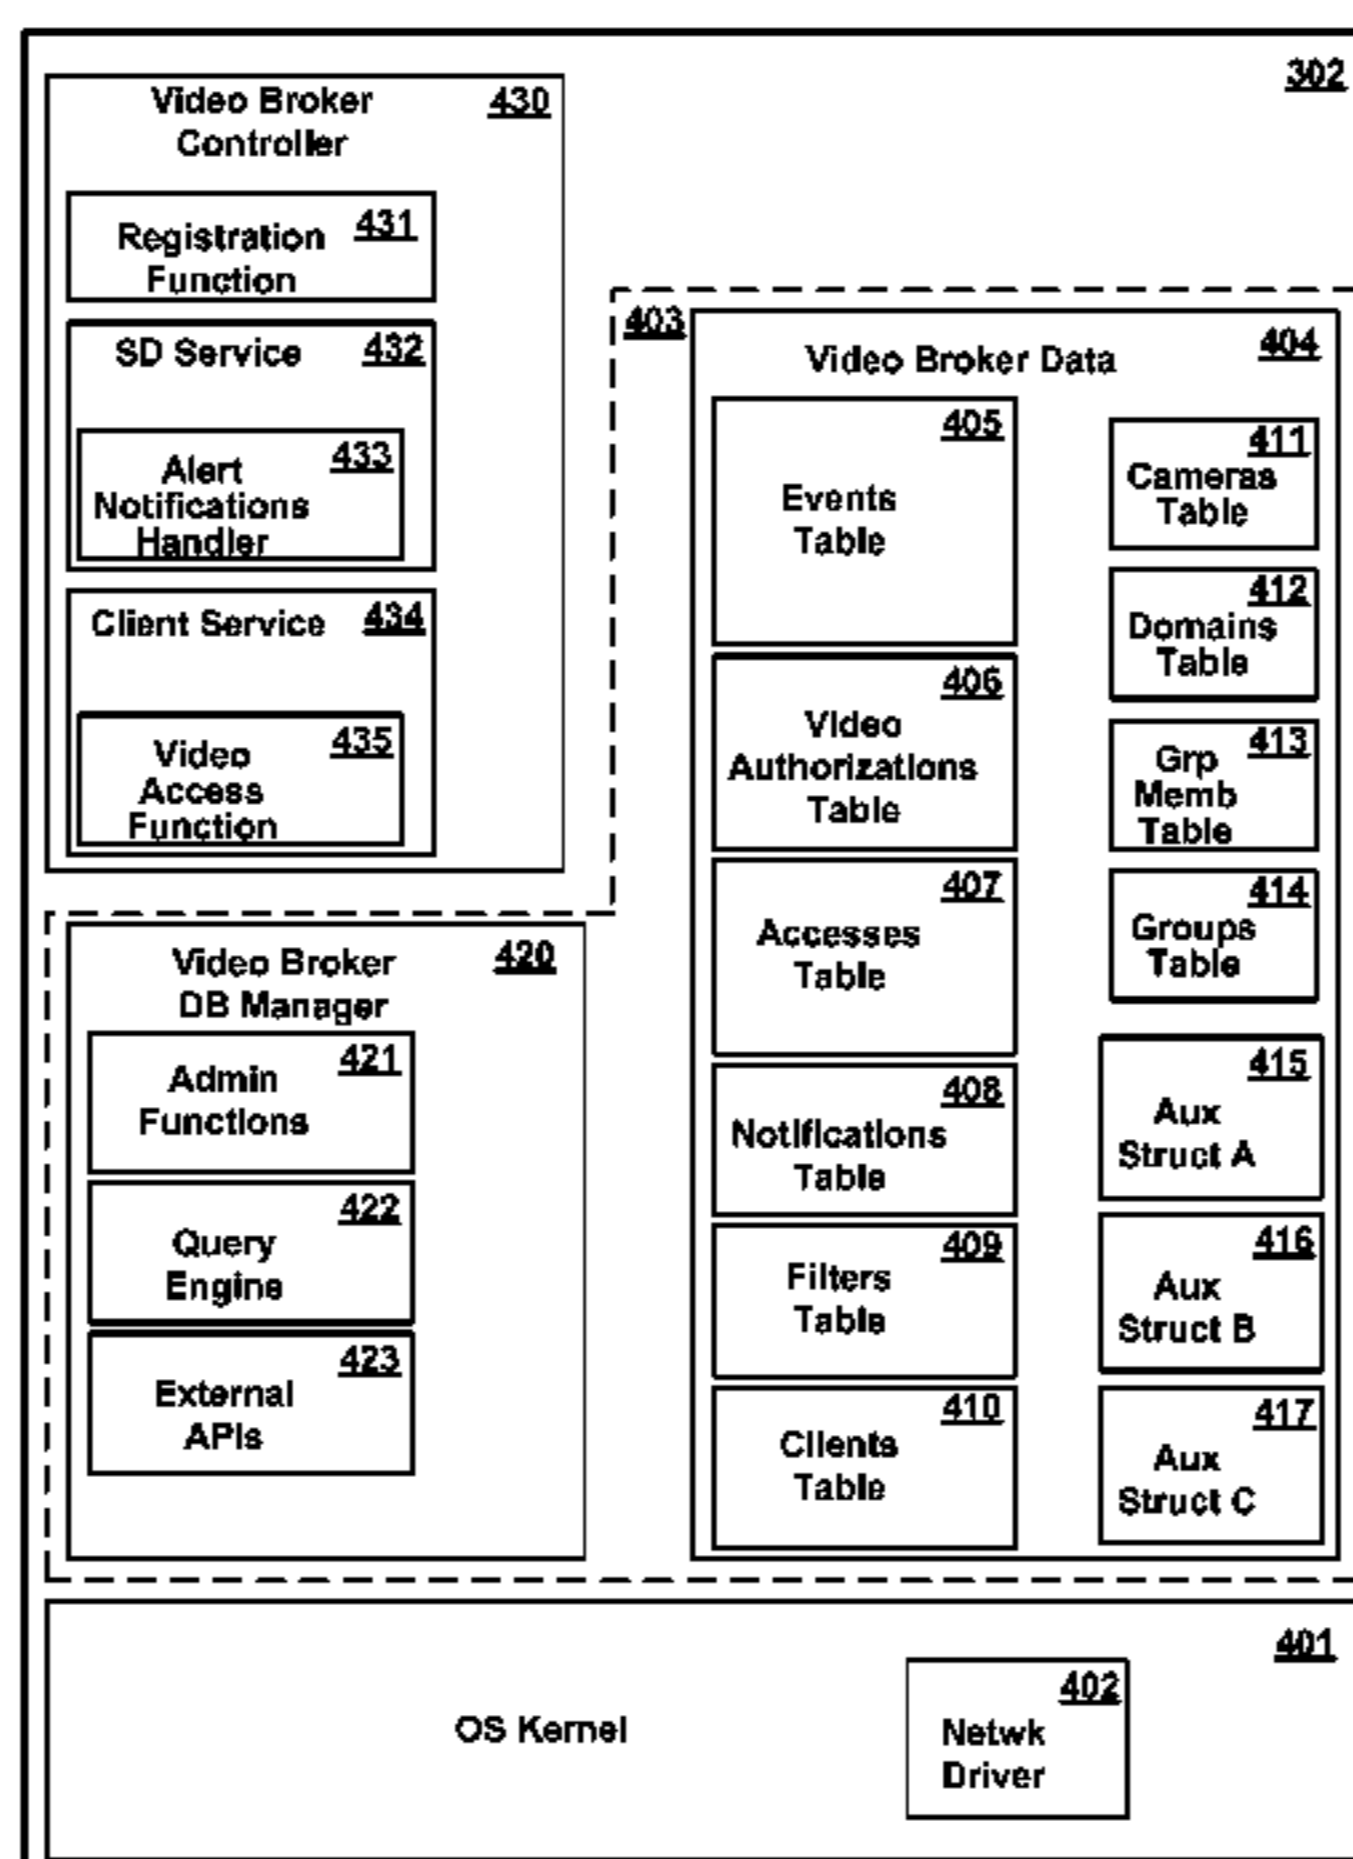 302
Video Broker 430
Controller
Registration 431
Function
SD Service 432
Alert 433
Notifications
Handler
Client Service 434
Video 435
Access
Function
403
Video Broker Data 404
405
Events
Table
406
Video
Authorizations
Table
407
Accesses
Table
408
Notifications
Table
409
Filters
Table
410
Clients
Table
411
Cameras
Table
412
Domains
Table
413
Grp
Memb
Table
414
Groups
Table
415
Aux
Struct A
416
Aux
Struct B
417
Aux
Struct C
Video Broker 420
DB Manager
421
Admin
Functions
422
Query
Engine
423
External
APIs
401
OS Kernel
402
Netwk
Driver